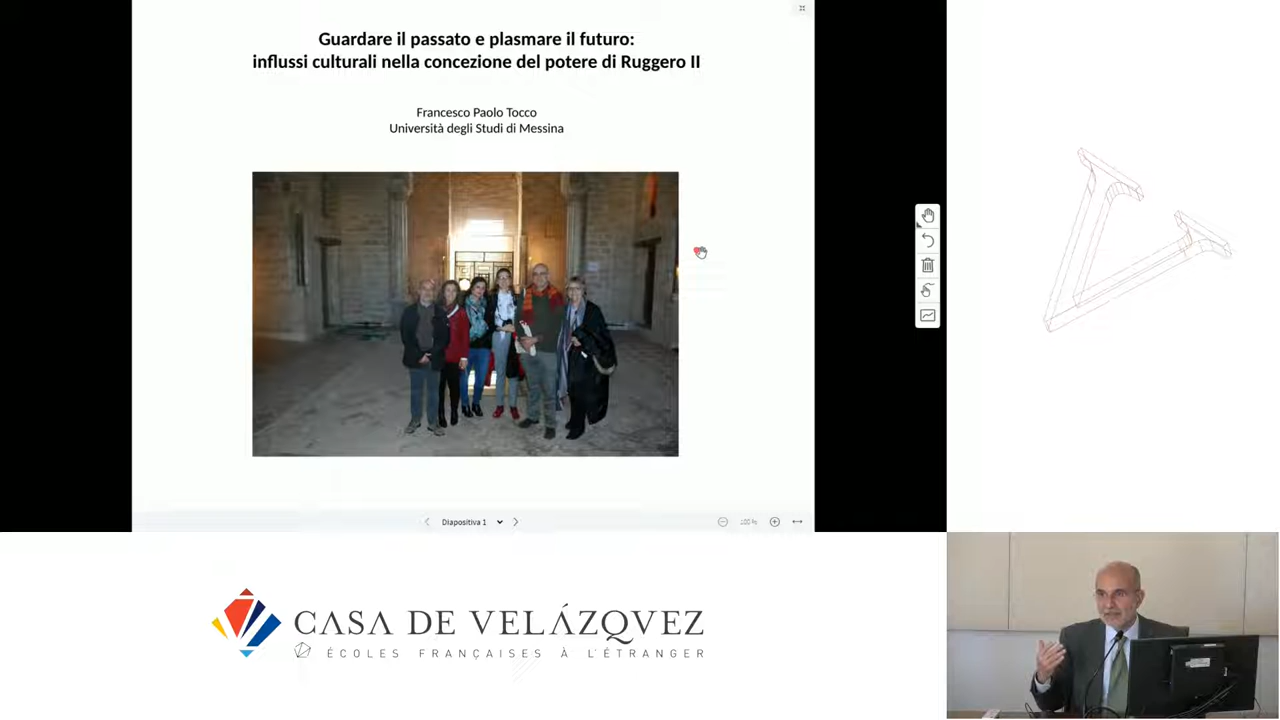 Guardare il passato e plasmare il futuro:
influssi culturali nella concezione del potere di Ruggero II
Francesco Paolo Tocco
Università degli Studi di Messina
Diapositiva 1
CASA DE VELÁZQVEZ
ÉCOLES FRANÇAISES À L'ÉTRANGER